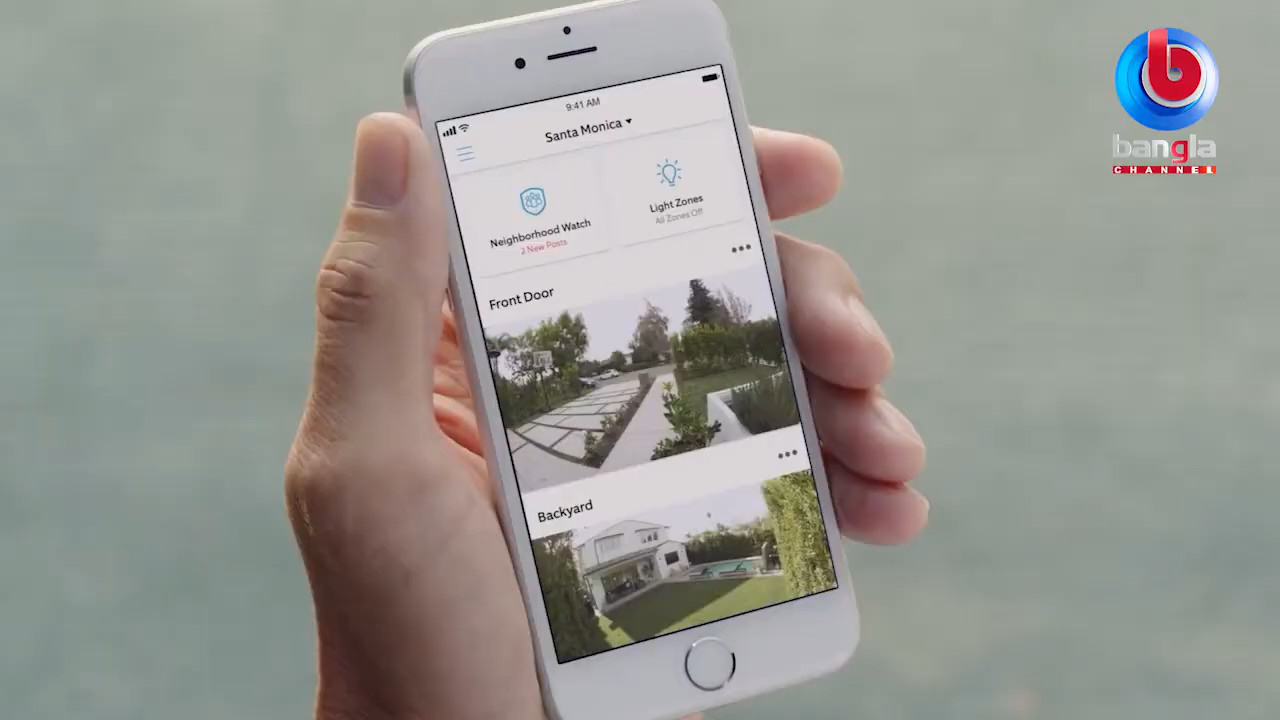 9:41 AM
Santa Monica
Neighborhood Watch
2 New Posts
Light Zones
All Zones Off
Front Door
Backyard
b
bangla
CHANNEL